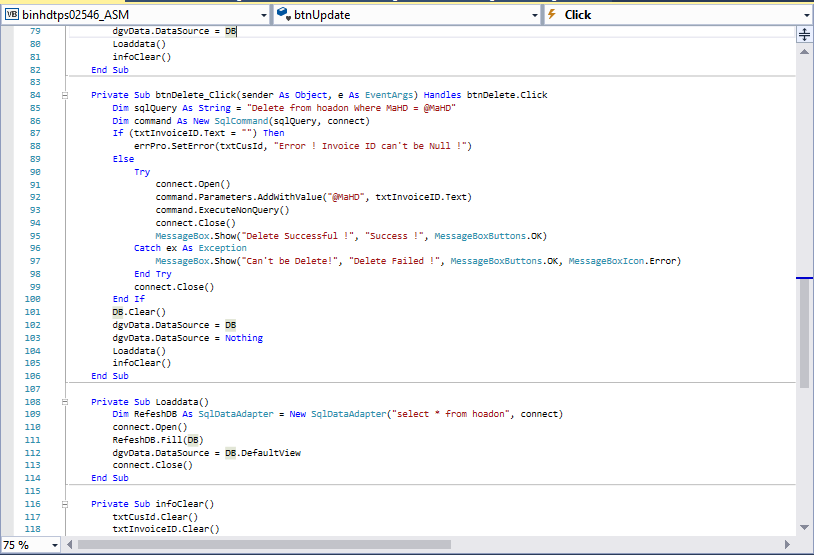 VB binhdtps02546_ASM btnUpdate Click
79 dgvData.DataSource = DB
80 Loaddata()
81 infoClear()
82 End Sub
83
84 Private Sub btnDelete_Click(sender As Object, e As EventArgs) Handles btnDelete.Click
85 Dim sqlQuery As String = "Delete from hoadon Where MaHD = @MaHD"
86 Dim command As New SqlCommand(sqlQuery, connect)
87 If (txtInvoiceID.Text = "") Then
88 errPro.SetError(txtCusId, "Error ! Invoice ID can't be Null !")
89 Else
90 Try
91 connect.Open()
92 command.Parameters.AddWithValue("@MaHD", txtInvoiceID.Text)
93 command.ExecuteNonQuery()
94 connect.Close()
95 MessageBox.Show("Delete Successful !", "Success !", MessageBoxButtons.OK)
96 Catch ex As Exception
97 MessageBox.Show("Can't be Delete!", "Delete Failed !", MessageBoxButtons.OK, MessageBoxIcon.Error)
98 End Try
99 connect.Close()
100 End If
101 DB.Clear()
102 dgvData.DataSource = DB
103 dgvData.DataSource = Nothing
104 Loaddata()
105 infoClear()
106 End Sub
107
108 Private Sub Loaddata()
109 Dim RefeshDB As SqlDataAdapter = New SqlDataAdapter("select * from hoadon", connect)
110 connect.Open()
111 RefeshDB.Fill(DB)
112 dgvData.DataSource = DB.DefaultView
113 connect.Close()
114 End Sub
115
116 Private Sub infoClear()
117 txtCusId.Clear()
118 txtInvoiceID.Clear()
75 %